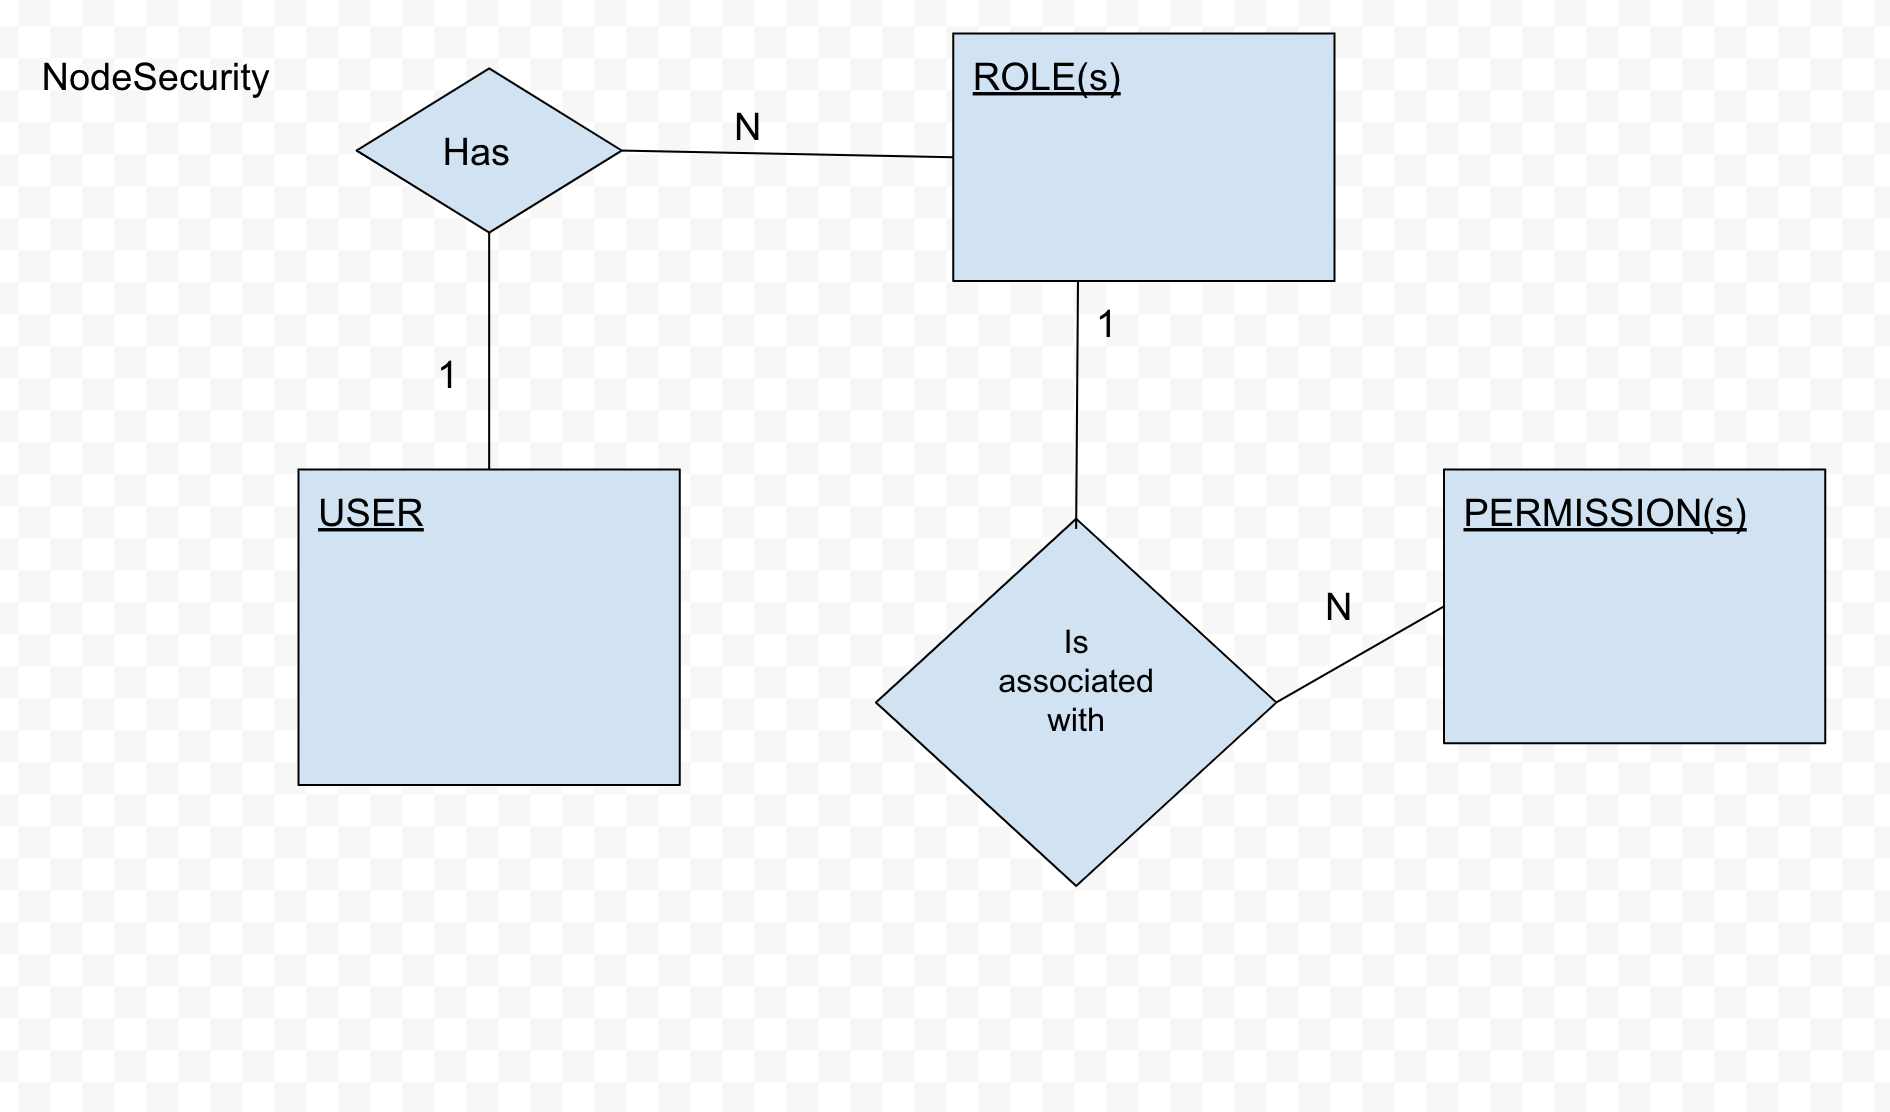 NodeSecurity
Has
N
ROLE(s)
1
1
USER
Is
associated
with
N
PERMISSION(s)